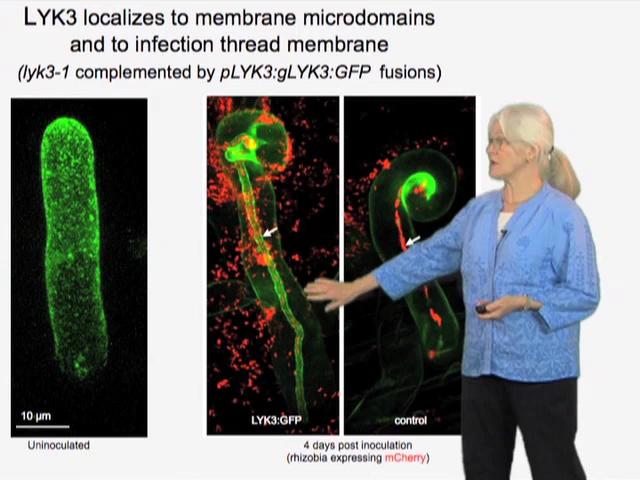 LYK3 localizes to membrane microdomains
and to infection thread membrane
(lyk3-1 complemented by pLYK3:gLYK3:GFP fusions)
10 µm
LYK3:GFP
control
Uninoculated
4 days post inoculation
(rhizobia expressing mCherry)